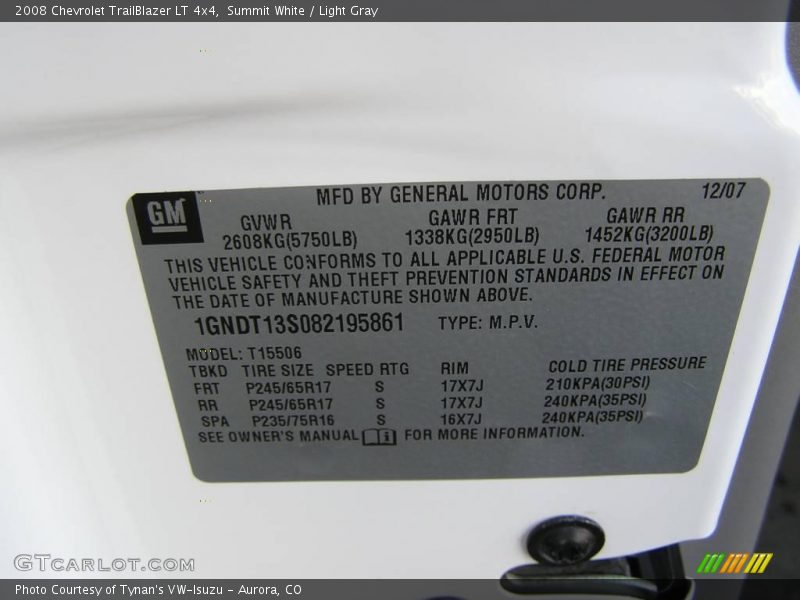 2008 Chevrolet TrailBlazer LT 4x4, Summit White / Light Gray
GM
MFD BY GENERAL MOTORS CORP. 12/07
GVWR GAWR FRT GAWR RR
2608KG(5750LB) 1338KG(2950LB) 1452KG(3200LB)
THIS VEHICLE CONFORMS TO ALL APPLICABLE U.S. FEDERAL MOTOR
VEHICLE SAFETY AND THEFT PREVENTION STANDARDS IN EFFECT ON
THE DATE OF MANUFACTURE SHOWN ABOVE.
1GNDT13S082195861 TYPE: M.P.V.
MODEL: T15506
TBKD TIRE SIZE SPEED RTG RIM COLD TIRE PRESSURE
FRT P245/65R17 S 17X7J 210KPA(30PSI)
RR P245/65R17 S 17X7J 240KPA(35PSI)
SPA P235/75R16 S 16X7J 240KPA(35PSI)
SEE OWNER'S MANUAL FOR MORE INFORMATION.
GTCARLOT.COM
Photo Courtesy of Tynan's VW-Isuzu - Aurora, CO